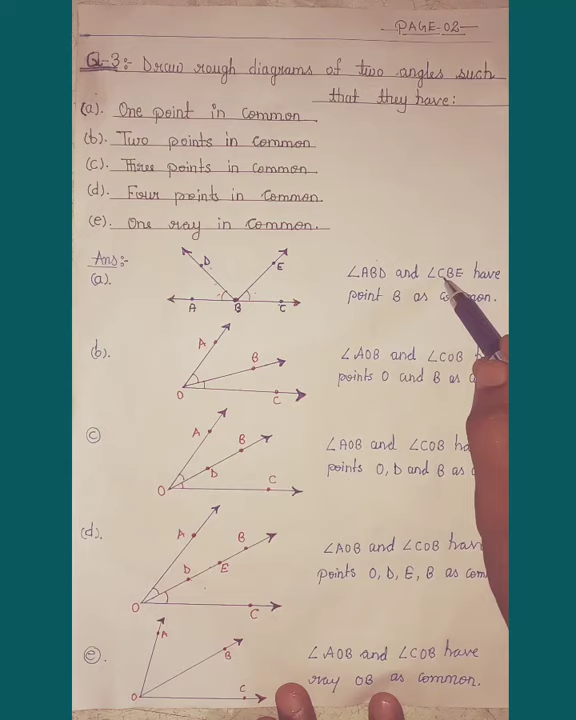 PAGE-02
Q-3:- Draw rough diagrams of two angles such
that they have:
(a). One point in common.
(b). Two points in common
(c). Three points in common.
(d). Four points in common.
(e). One ray in common.
Ans:-
(a).
D
E
A
B
C
∠ABD and ∠CBE have
point B as common.
(b).
A
B
O
C
∠AOB and ∠COB
points O and B as
(c)
A
B
D
O
C
∠AOB and ∠COB
points O, D and B as
(d).
A
B
D
E
O
C
∠AOB and ∠COB have
points O, D, E, B as
(e).
A
B
O
C
∠AOB and ∠COB have
ray OB as common.